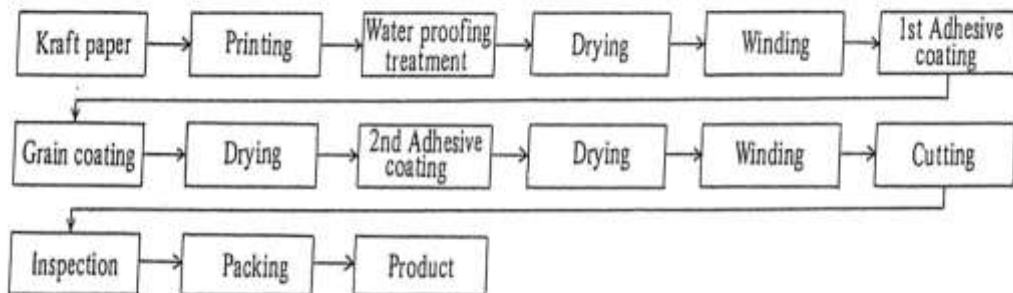 Kraft paper
Printing
Water proofing
treatment
Drying
Winding
1st Adhesive
coating
Grain coating
Drying
2nd Adhesive
coating
Drying
Winding
Cutting
Inspection
Packing
Product